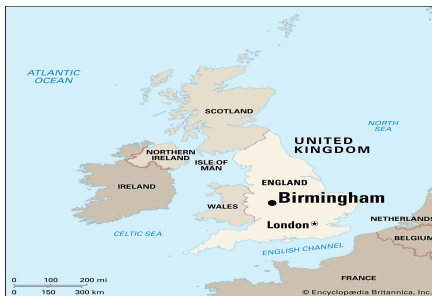 ATLANTIC
OCEAN
SCOTLAND
NORTH
SEA
UNITED
KINGDOM
NORTHERN
IRELAND
ISLE OF
MAN
IRELAND
ENGLAND
Birmingham
WALES
London
CELTIC SEA
ENGLISH CHANNEL
NETHERLANDS
BELGIUM
FRANCE
0 100 200 mi
0 150 300 km
© Encyclopædia Britannica, Inc.